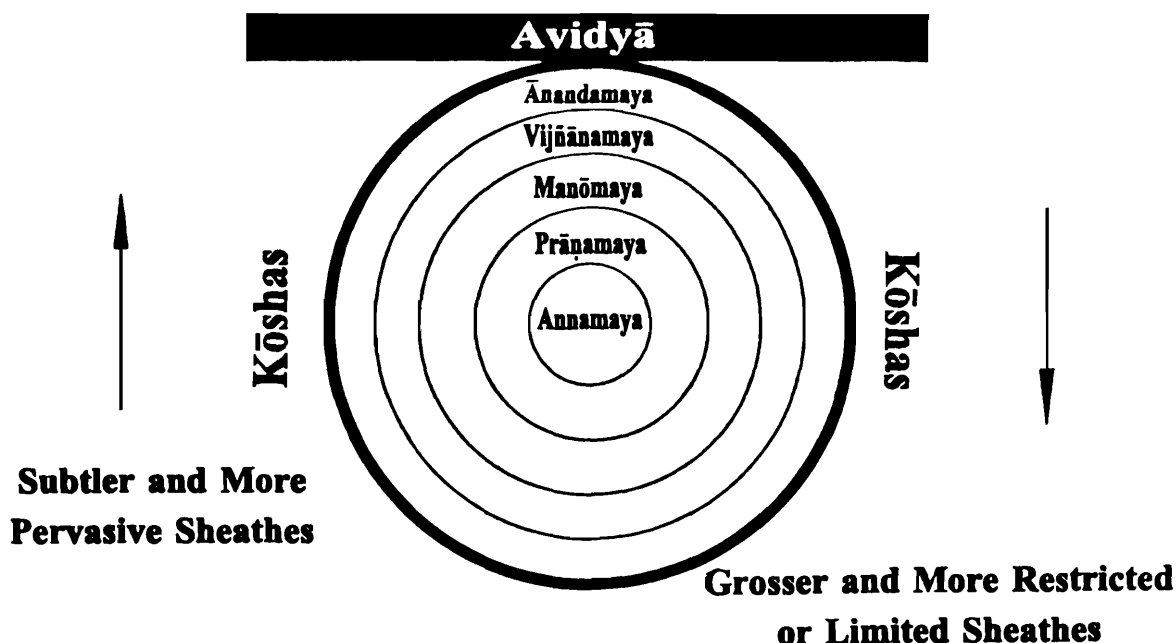 Avidyā
Ānandamaya
Vijñānamaya
Manōmaya
Prāṇamaya
Annamaya
Kōshas
Kōshas
Subtler and More
Pervasive Sheathes
Grosser and More Restricted
or Limited Sheathes